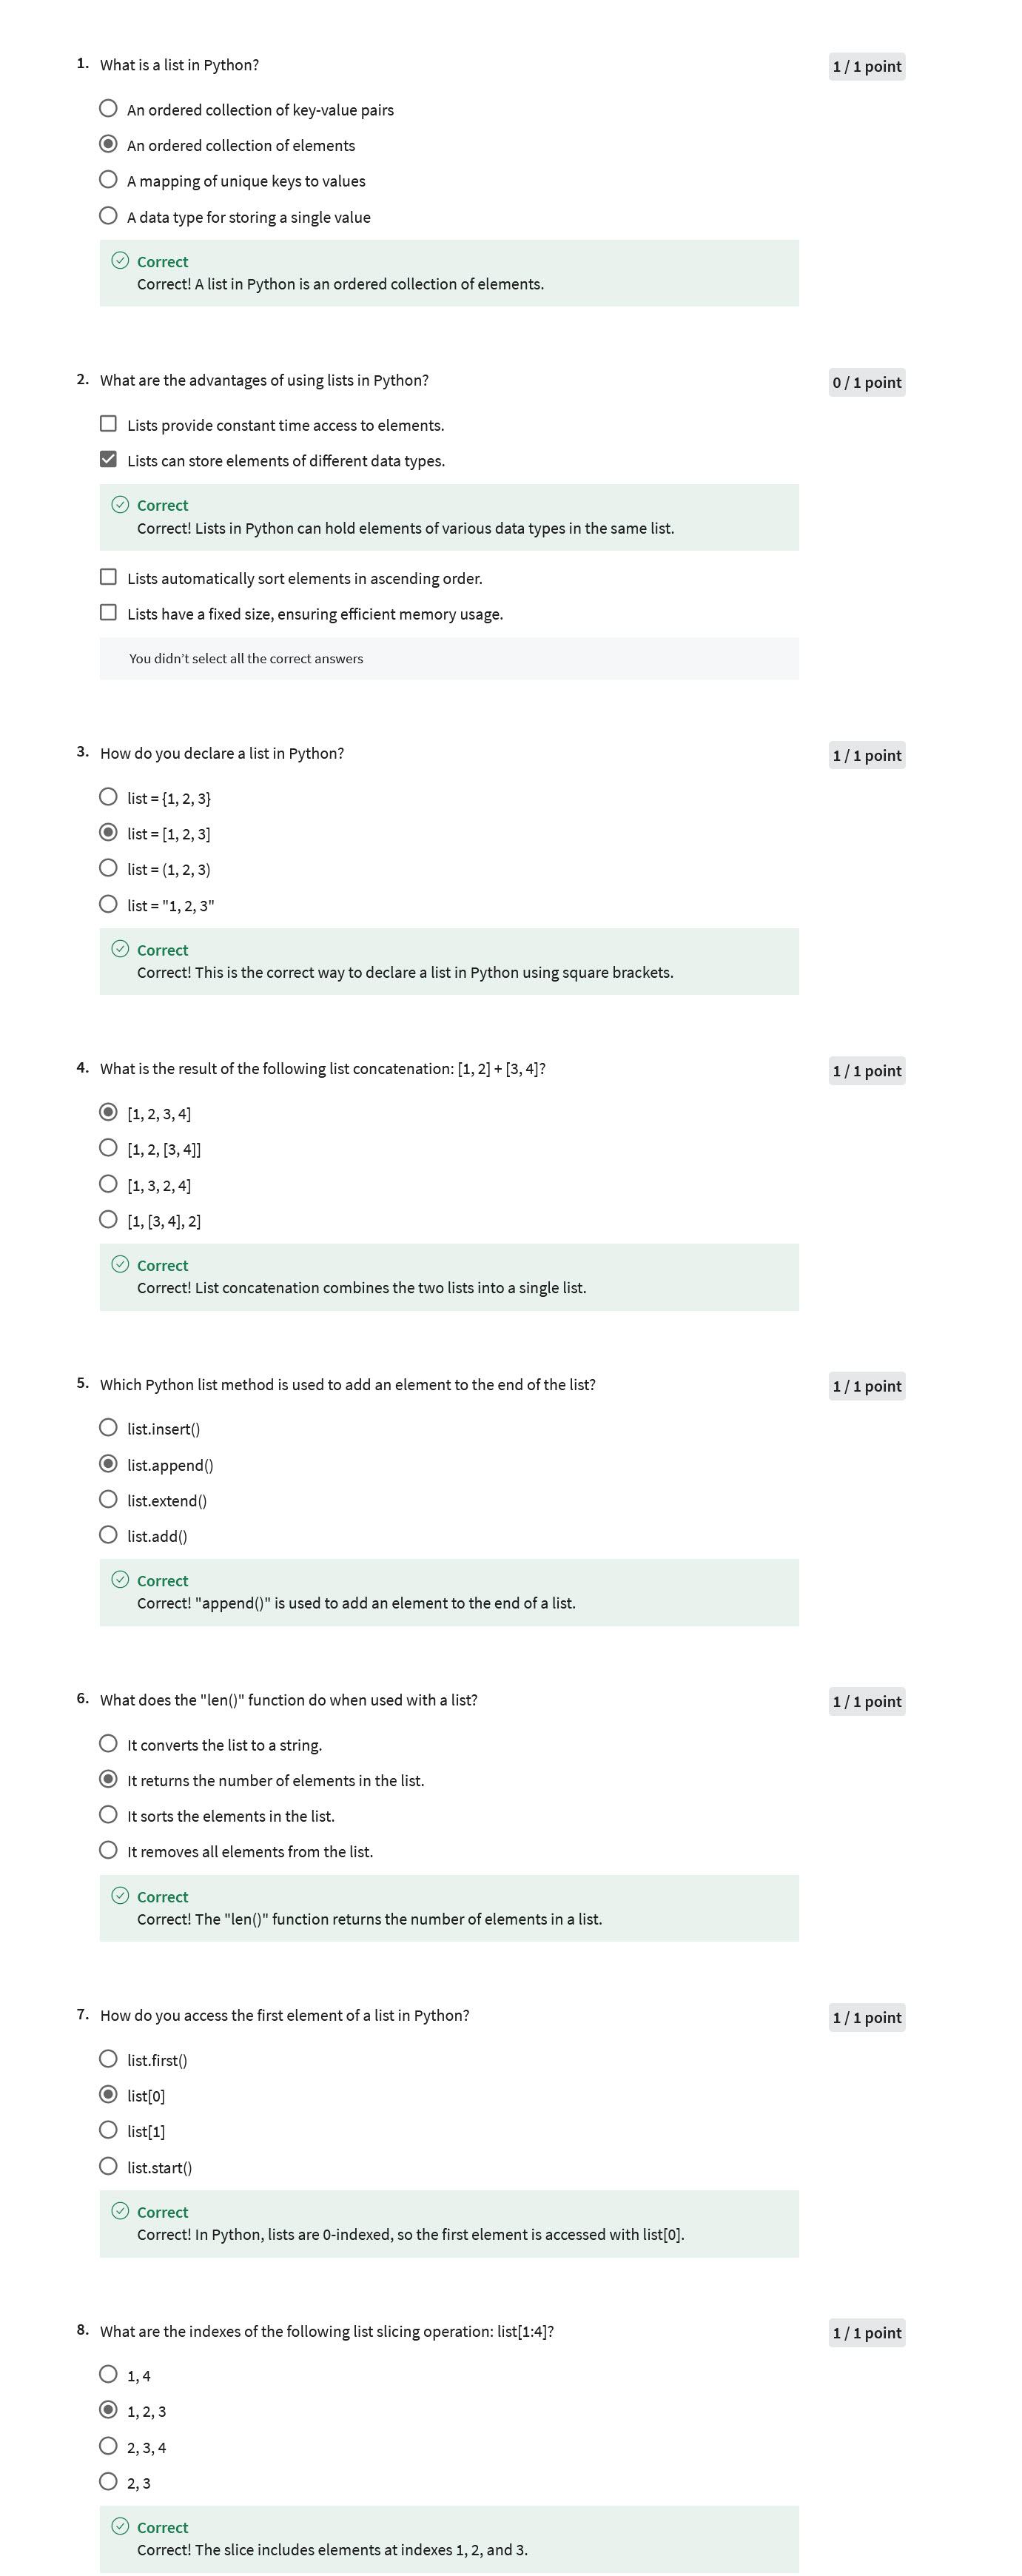 1. What is a list in Python? 1 / 1 point
An ordered collection of key-value pairs
An ordered collection of elements
A mapping of unique keys to values
A data type for storing a single value
Correct
Correct! A list in Python is an ordered collection of elements.
2. What are the advantages of using lists in Python? 0 / 1 point
Lists provide constant time access to elements.
Lists can store elements of different data types.
Correct
Correct! Lists in Python can hold elements of various data types in the same list.
Lists automatically sort elements in ascending order.
Lists have a fixed size, ensuring efficient memory usage.
You didn’t select all the correct answers
3. How do you declare a list in Python? 1 / 1 point
list = {1, 2, 3}
list = [1, 2, 3]
list = (1, 2, 3)
list = "1, 2, 3"
Correct
Correct! This is the correct way to declare a list in Python using square brackets.
4. What is the result of the following list concatenation: [1, 2] + [3, 4]? 1 / 1 point
[1, 2, 3, 4]
[1, 2, [3, 4]]
[1, 3, 2, 4]
[1, [3, 4], 2]
Correct
Correct! List concatenation combines the two lists into a single list.
5. Which Python list method is used to add an element to the end of the list? 1 / 1 point
list.insert()
list.append()
list.extend()
list.add()
Correct
Correct! "append()" is used to add an element to the end of a list.
6. What does the "len()" function do when used with a list? 1 / 1 point
It converts the list to a string.
It returns the number of elements in the list.
It sorts the elements in the list.
It removes all elements from the list.
Correct
Correct! The "len()" function returns the number of elements in a list.
7. How do you access the first element of a list in Python? 1 / 1 point
list.first()
list[0]
list[1]
list.start()
Correct
Correct! In Python, lists are 0-indexed, so the first element is accessed with list[0].
8. What are the indexes of the following list slicing operation: list[1:4]? 1 / 1 point
1, 4
1, 2, 3
2, 3, 4
2, 3
Correct
Correct! The slice includes elements at indexes 1, 2, and 3.